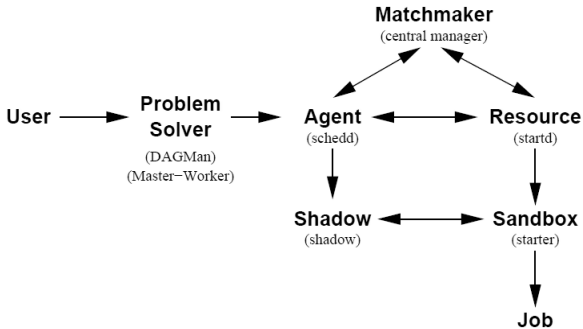 Matchmaker
(central manager)
User
Problem
Solver
(DAGMan)
(Master−Worker)
Agent
(schedd)
Resource
(startd)
Shadow
(shadow)
Sandbox
(starter)
Job